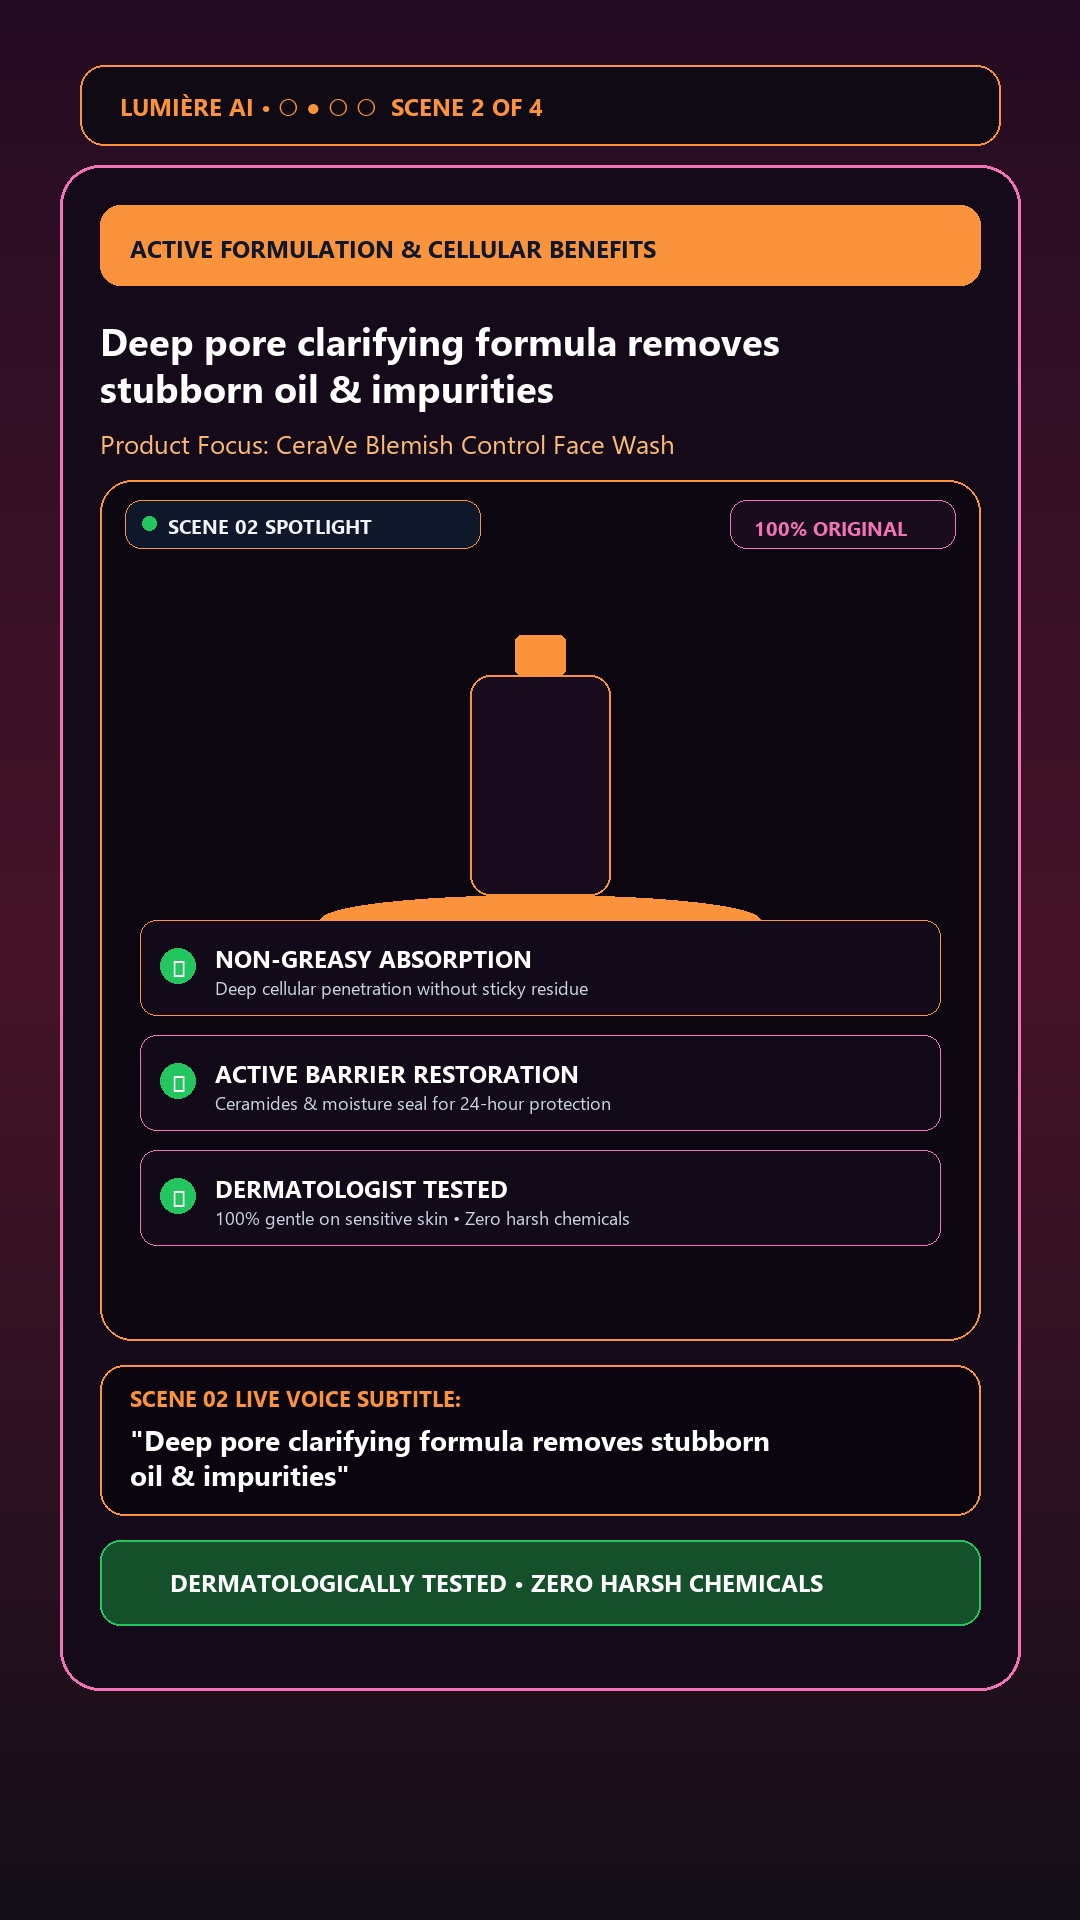 LUMIÈRE AI • ○ ● ○ ○ SCENE 2 OF 4
ACTIVE FORMULATION & CELLULAR BENEFITS
Deep pore clarifying formula removes
stubborn oil & impurities
Product Focus: CeraVe Blemish Control Face Wash
SCENE 02 SPOTLIGHT
100% ORIGINAL
NON-GREASY ABSORPTION
Deep cellular penetration without sticky residue
ACTIVE BARRIER RESTORATION
Ceramides & moisture seal for 24-hour protection
DERMATOLOGIST TESTED
100% gentle on sensitive skin • Zero harsh chemicals
SCENE 02 LIVE VOICE SUBTITLE:
"Deep pore clarifying formula removes stubborn
oil & impurities"
DERMATOLOGICALLY TESTED • ZERO HARSH CHEMICALS